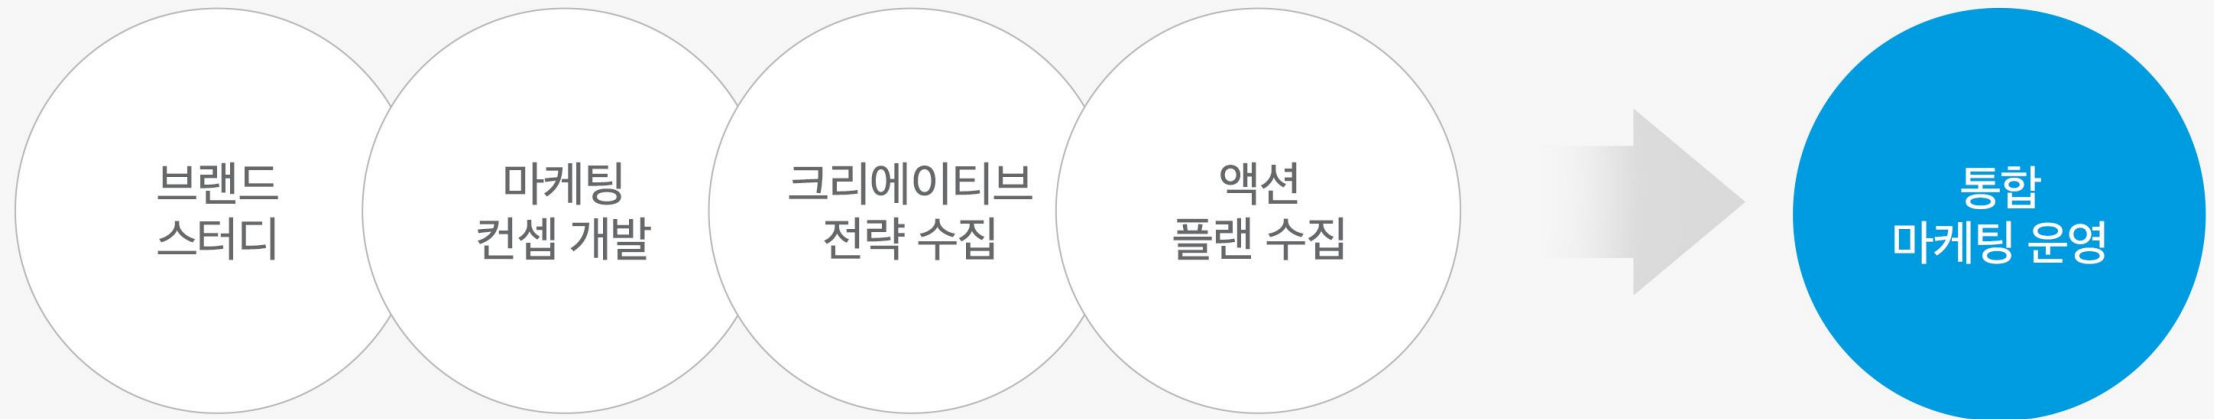 브랜드
스터디
마케팅
컨셉 개발
크리에이티브
전략 수집
액션
플랜 수집
통합
마케팅 운영